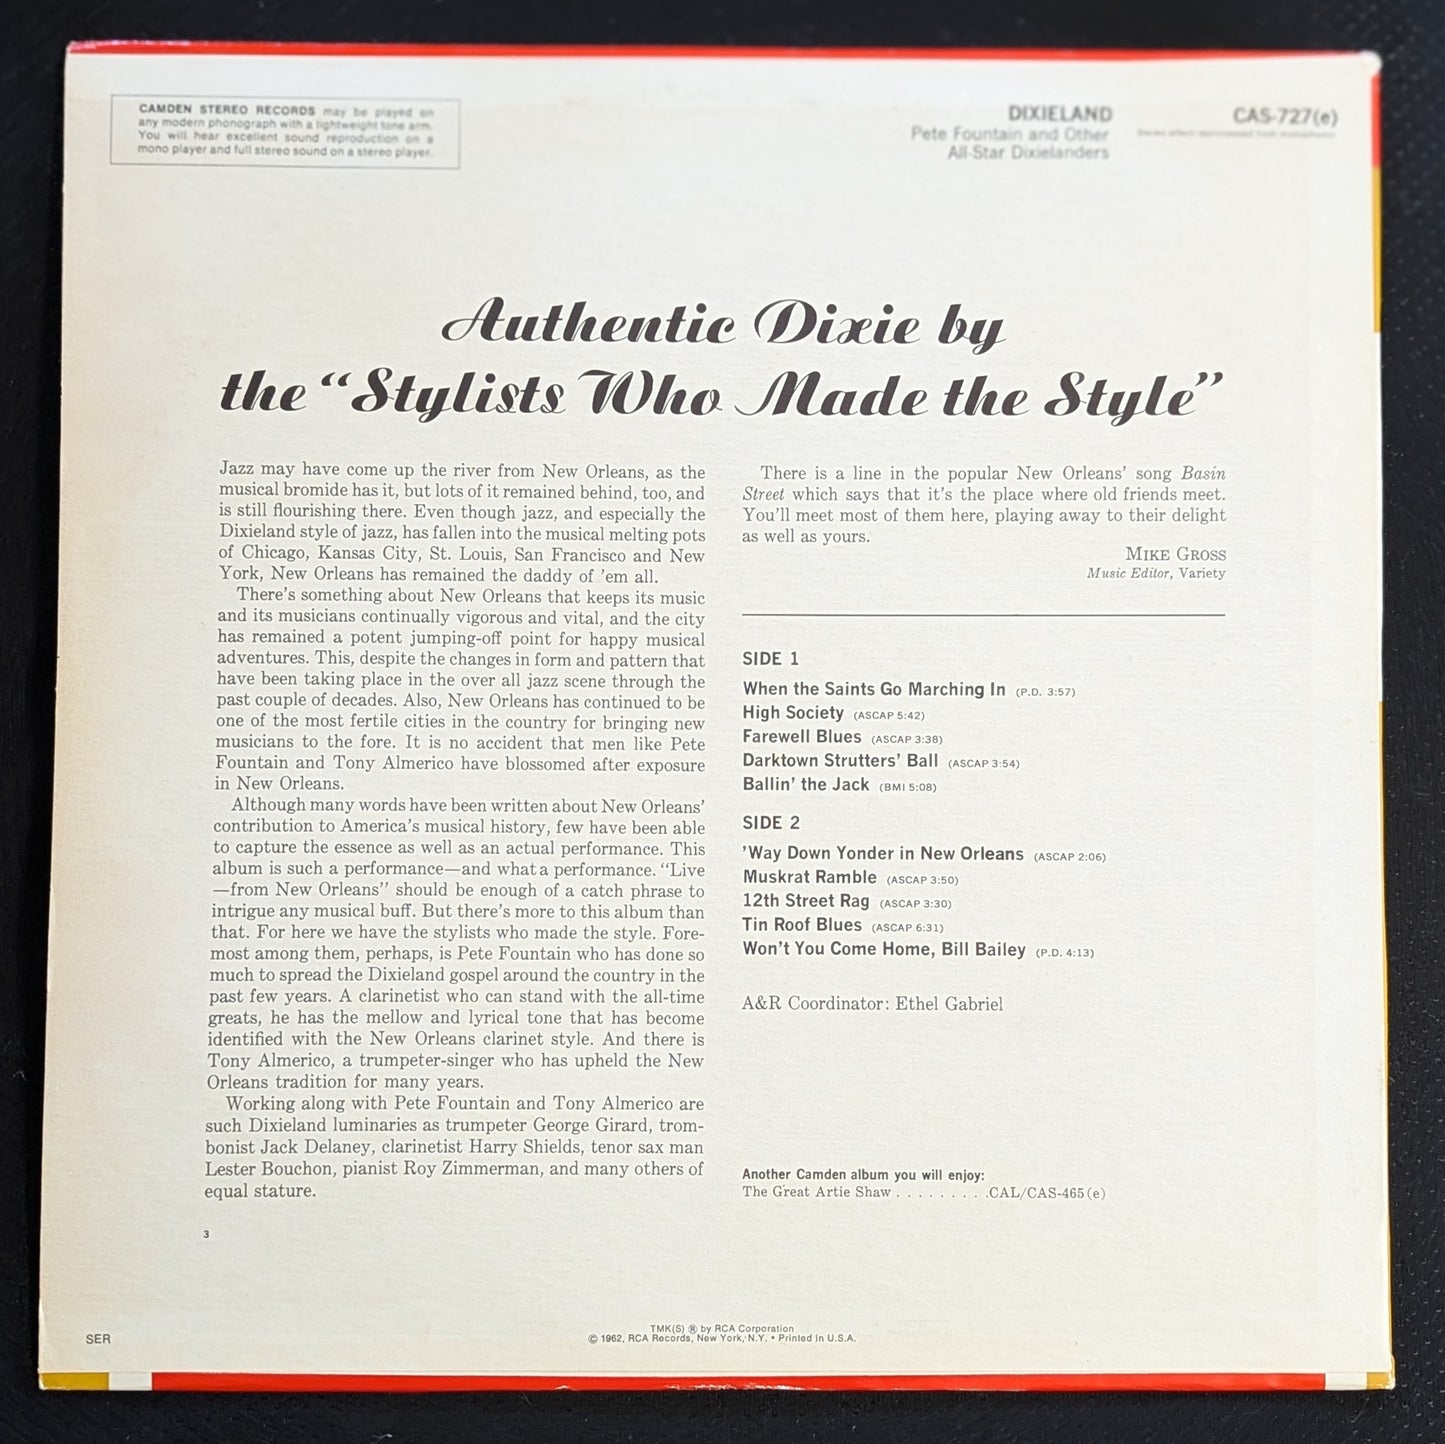 CAMDEN STEREO RECORDS may be played on
any modern phonograph with a lightweight tone arm.
You will hear excellent sound reproduction on a
mono player and full stereo sound on a stereo player.
DIXIELAND
Pete Fountain and Other
All-Star Dixielanders
CAS-727(e)
Stereo effect reprocessed from monophonic
Authentic Dixie by
the “Stylists Who Made the Style”
Jazz may have come up the river from New Orleans, as the
musical bromide has it, but lots of it remained behind, too, and
is still flourishing there. Even though jazz, and especially the
Dixieland style of jazz, has fallen into the musical melting pots
of Chicago, Kansas City, St. Louis, San Francisco and New
York, New Orleans has remained the daddy of ’em all.
There’s something about New Orleans that keeps its music
and its musicians continually vigorous and vital, and the city
has remained a potent jumping-off point for happy musical
adventures. This, despite the changes in form and pattern that
have been taking place in the over all jazz scene through the
past couple of decades. Also, New Orleans has continued to be
one of the most fertile cities in the country for bringing new
musicians to the fore. It is no accident that men like Pete
Fountain and Tony Almerico have blossomed after exposure
in New Orleans.
Although many words have been written about New Orleans’
contribution to America’s musical history, few have been able
to capture the essence as well as an actual performance. This
album is such a performance—and what a performance. “Live
—from New Orleans” should be enough of a catch phrase to
intrigue any musical buff. But there’s more to this album than
that. For here we have the stylists who made the style. Fore-
most among them, perhaps, is Pete Fountain who has done so
much to spread the Dixieland gospel around the country in the
past few years. A clarinetist who can stand with the all-time
greats, he has the mellow and lyrical tone that has become
identified with the New Orleans clarinet style. And there is
Tony Almerico, a trumpeter-singer who has upheld the New
Orleans tradition for many years.
Working along with Pete Fountain and Tony Almerico are
such Dixieland luminaries as trumpeter George Girard, trom-
bonist Jack Delaney, clarinetist Harry Shields, tenor sax man
Lester Bouchon, pianist Roy Zimmerman, and many others of
equal stature.
3
There is a line in the popular New Orleans’ song Basin
Street which says that it’s the place where old friends meet.
You’ll meet most of them here, playing away to their delight
as well as yours.
MIKE GROSS
Music Editor, Variety
SIDE 1
When the Saints Go Marching In (P.D. 3:57)
High Society (ASCAP 5:42)
Farewell Blues (ASCAP 3:38)
Darktown Strutters’ Ball (ASCAP 3:54)
Ballin’ the Jack (BMI 5:08)
SIDE 2
’Way Down Yonder in New Orleans (ASCAP 2:06)
Muskrat Ramble (ASCAP 3:50)
12th Street Rag (ASCAP 3:30)
Tin Roof Blues (ASCAP 6:31)
Won’t You Come Home, Bill Bailey (P.D. 4:13)
A&R Coordinator: Ethel Gabriel
Another Camden album you will enjoy:
The Great Artie Shaw . . . . . . . . .CAL/CAS-465(e)
SER
TMK(S) ® by RCA Corporation
© 1962, RCA Records, New York, N.Y. • Printed in U.S.A.